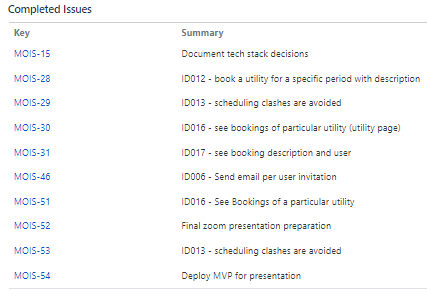 Completed Issues
Key Summary
MOIS-15 Document tech stack decisions
MOIS-28 ID012 - book a utility for a specific period with description
MOIS-29 ID013 - scheduling clashes are avoided
MOIS-30 ID016 - see bookings of particular utility (utility page)
MOIS-31 ID017 - see booking description and user
MOIS-46 ID006 - Send email per user invitation
MOIS-51 ID016 - See Bookings of a particular utility
MOIS-52 Final zoom presentation preparation
MOIS-53 ID013 - scheduling clashes are avoided
MOIS-54 Deploy MVP for presentation